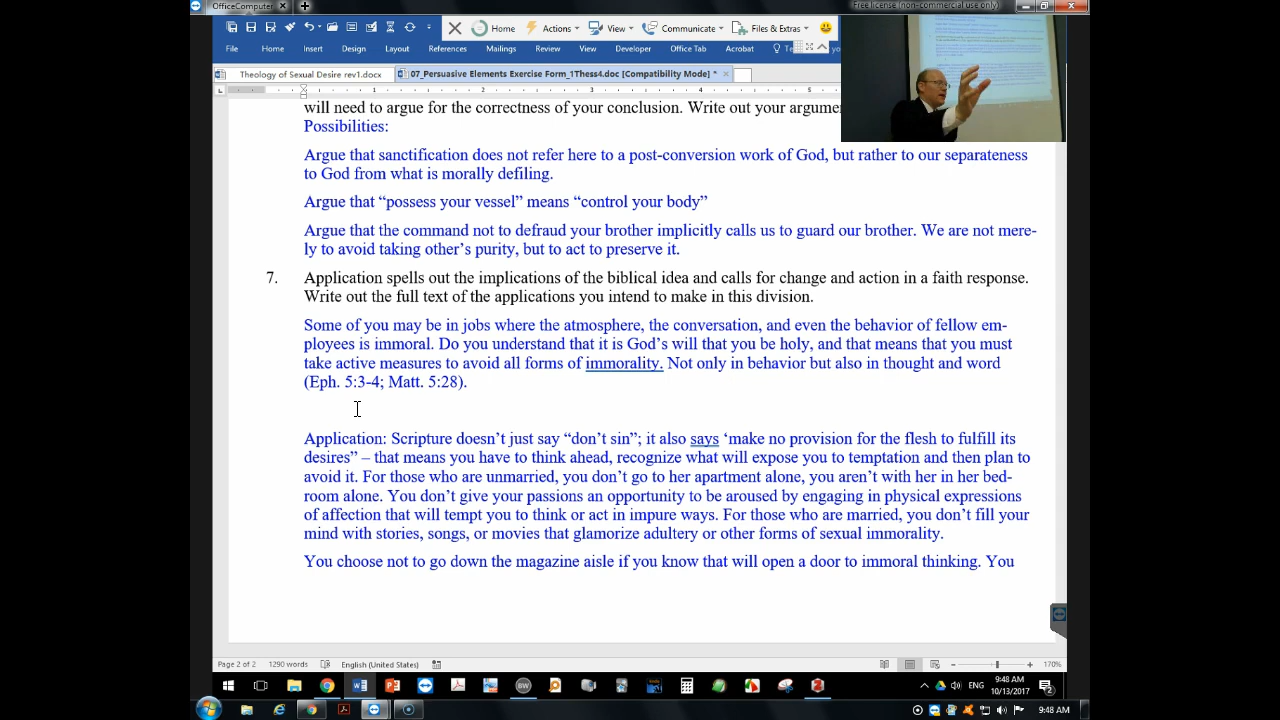 OfficeComputer
Free license (non-commercial use only)
Home Actions View Communicate Files & Extras
File Home Insert Design Layout References Mailings Review View Developer Office Tab Acrobat
Theology of Sexual Desire rev1.docx
07_Persuasive Elements Exercise Form_1Thess4.doc [Compatibility Mode] *
1 2 3 4 5
will need to argue for the correctness of your conclusion. Write out your
Possibilities:
Argue that sanctification does not refer here to a post-conversion work of God, but rather to our separateness
to God from what is morally defiling.
Argue that “possess your vessel” means “control your body”
Argue that the command not to defraud your brother implicitly calls us to guard our brother. We are not mere-
ly to avoid taking other’s purity, but to act to preserve it.
7. Application spells out the implications of the biblical idea and calls for change and action in a faith response.
Write out the full text of the applications you intend to make in this division.
Some of you may be in jobs where the atmosphere, the conversation, and even the behavior of fellow em-
ployees is immoral. Do you understand that it is God’s will that you be holy, and that means that you must
take active measures to avoid all forms of immorality. Not only in behavior but also in thought and word
(Eph. 5:3-4; Matt. 5:28).
Application: Scripture doesn’t just say “don’t sin”; it also says ‘make no provision for the flesh to fulfill its
desires” – that means you have to think ahead, recognize what will expose you to temptation and then plan to
avoid it. For those who are unmarried, you don’t go to her apartment alone, you aren’t with her in her bed-
room alone. You don’t give your passions an opportunity to be aroused by engaging in physical expressions
of affection that will tempt you to think or act in impure ways. For those who are married, you don’t fill your
mind with stories, songs, or movies that glamorize adultery or other forms of sexual immorality.
You choose not to go down the magazine aisle if you know that will open a door to immoral thinking. You
Page 2 of 2 1290 words English (United States) 170%
ENG 9:48 AM
10/13/2017
9:48 AM